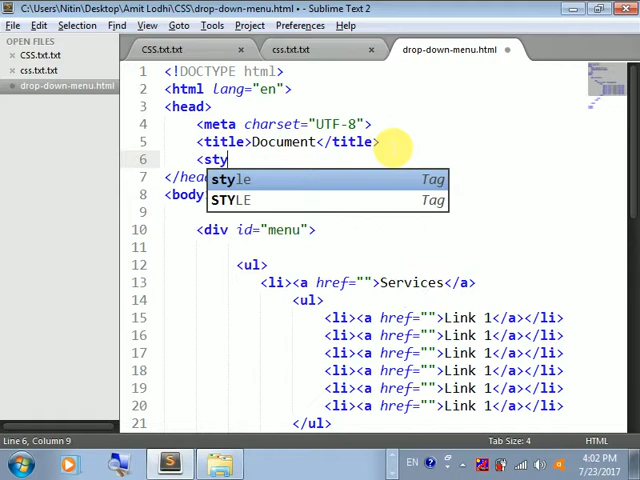 C:\Users\Nitin\Desktop\Amit Lodhi\CSS\drop-down-menu.html • - Sublime Text 2
File Edit Selection Find View Goto Tools Project Preferences Help
OPEN FILES
CSS.txt.txt
css.txt.txt
drop-down-menu.html
CSS.txt.txt css.txt.txt drop-down-menu.html
1 <!DOCTYPE html>
2 <html lang="en">
3 <head>
4 <meta charset="UTF-8">
5 <title>Document</title>
6 <sty
style Tag
STYLE Tag
7 </head
8 <body
9
10 <div id="menu">
11
12 <ul>
13 <li><a href="">Services</a>
14 <ul>
15 <li><a href="">Link 1</a></li>
16 <li><a href="">Link 1</a></li>
17 <li><a href="">Link 1</a></li>
18 <li><a href="">Link 1</a></li>
19 <li><a href="">Link 1</a></li>
20 <li><a href="">Link 1</a></li>
21 </ul>
Line 6, Column 9 Tab Size: 4 HTML
EN 4:02 PM
7/23/2017